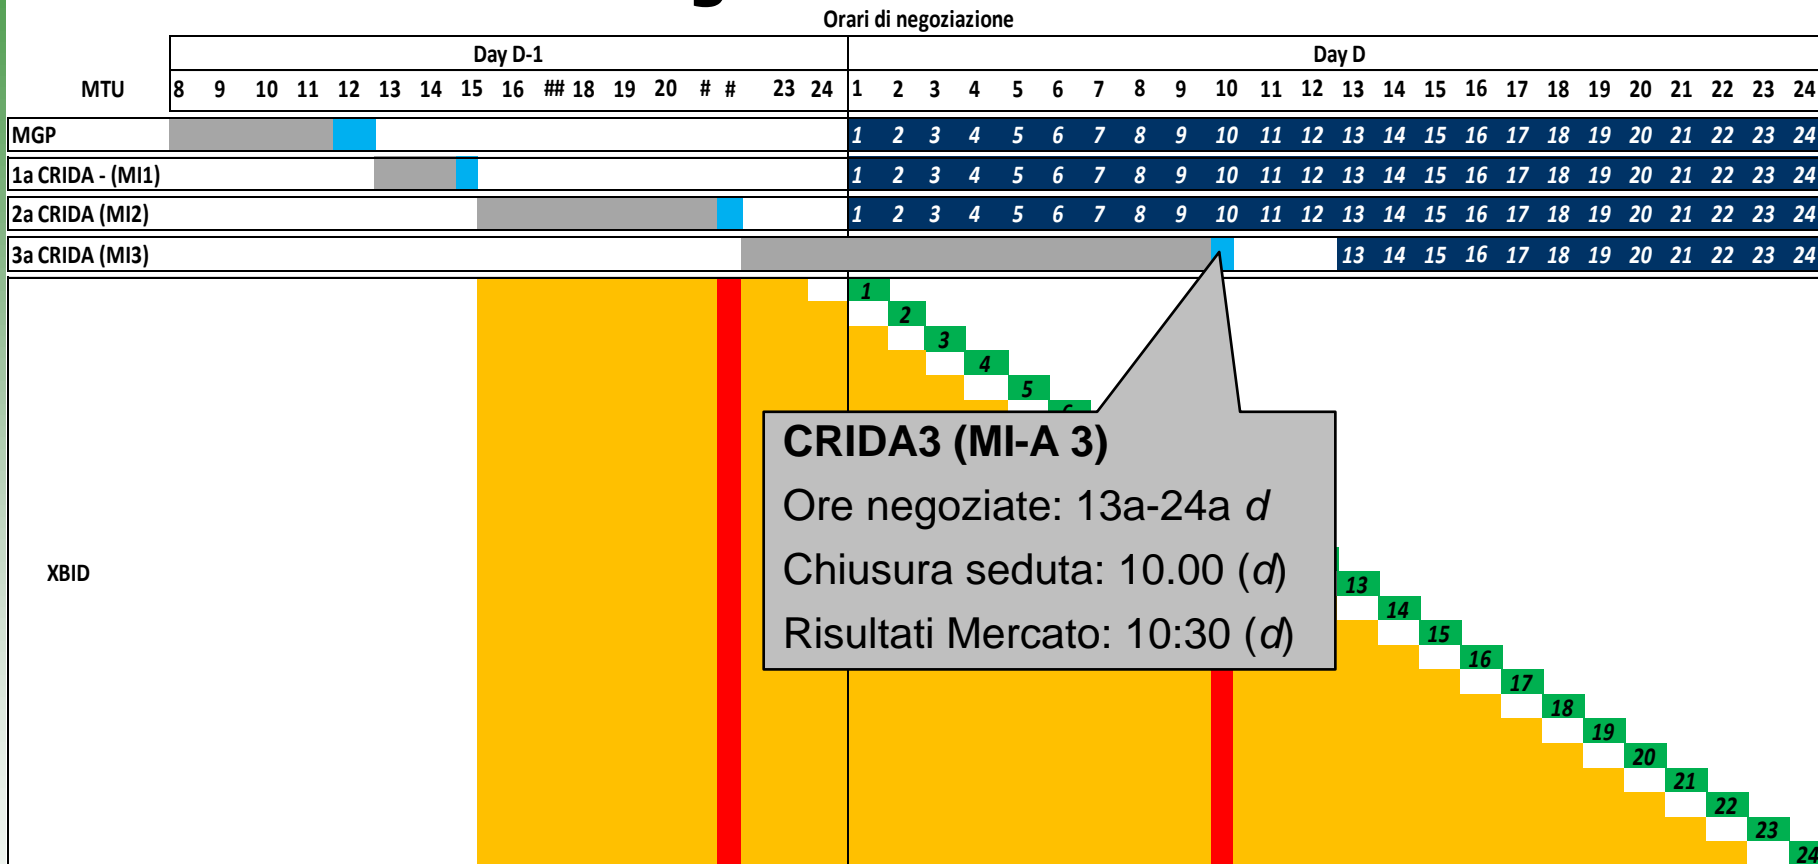 Orari di negoziazione
Day D-1 Day D
MTU 8 9 10 11 12 13 14 15 16 ## 18 19 20 # # 23 24 1 2 3 4 5 6 7 8 9 10 11 12 13 14 15 16 17 18 19 20 21 22 23 24
MGP 1 2 3 4 5 6 7 8 9 10 11 12 13 14 15 16 17 18 19 20 21 22 23 24
1a CRIDA - (MI1) 1 2 3 4 5 6 7 8 9 10 11 12 13 14 15 16 17 18 19 20 21 22 23 24
2a CRIDA (MI2) 1 2 3 4 5 6 7 8 9 10 11 12 13 14 15 16 17 18 19 20 21 22 23 24
3a CRIDA (MI3) 13 14 15 16 17 18 19 20 21 22 23 24
1
2
3
4
5
6
CRIDA3 (MI-A 3)
Ore negoziate: 13a-24a d
Chiusura seduta: 10.00 (d)
Risultati Mercato: 10:30 (d)
XBID
13
14
15
16
17
18
19
20
21
22
23
24